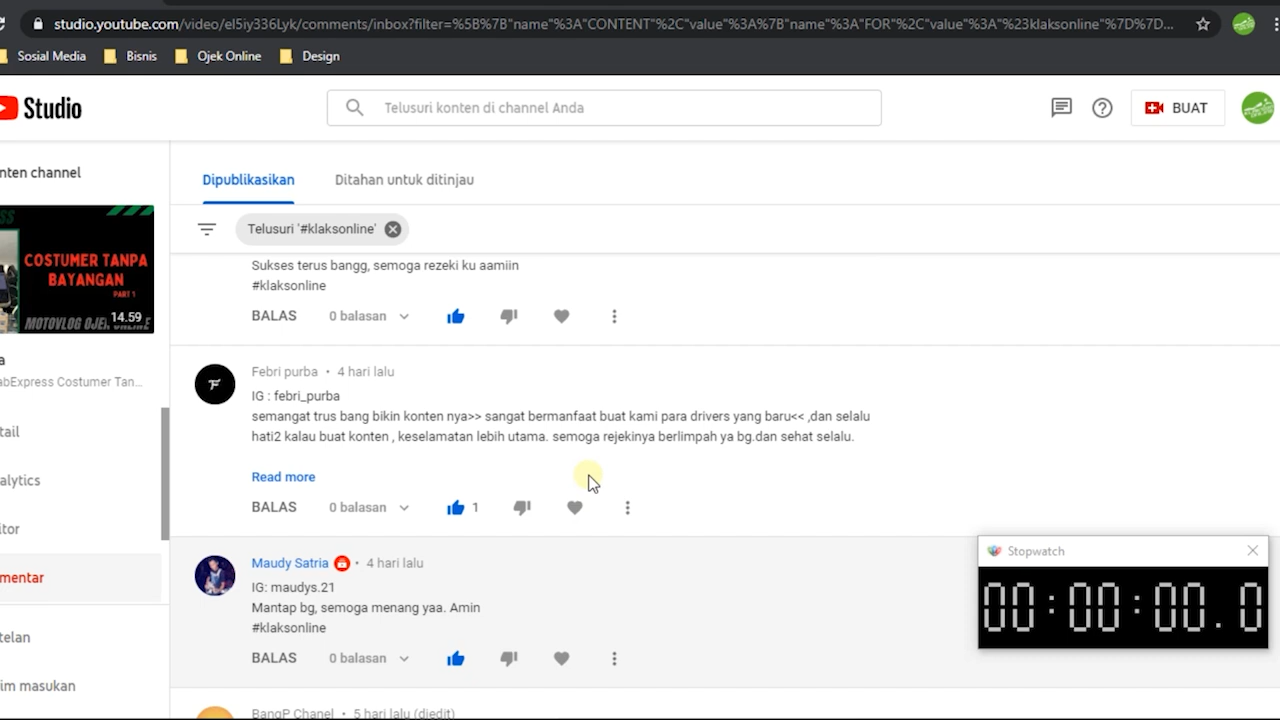 studio.youtube.com/video/el5iy336Lyk/comments/inbox?filter=%5B%7B"name"%3A"CONTENT"%2C"value"%3A%7B"name"%3A"FOR"%2C"value"%3A"%23klaksonline"%7D%7D...
Sosial Media
Bisnis
Ojek Online
Design
Studio
Telusuri konten di channel Anda
BUAT
nten channel
Dipublikasikan
Ditahan untuk ditinjau
SS
COSTUMER TANPA
BAYANGAN
PART 1
14.59
Telusuri '#klaksonline'
Sukses terus bangg, semoga rezeki ku aamiin
#klaksonline
BALAS
0 balasan
a
abExpress Costumer Tan...
Febri purba • 4 hari lalu
IG : febri_purba
semangat trus bang bikin konten nya>> sangat bermanfaat buat kami para drivers yang baru<< ,dan selalu
hati2 kalau buat konten , keselamatan lebih utama. semoga rejekinya berlimpah ya bg.dan sehat selalu.
Read more
BALAS
0 balasan
1
tail
alytics
itor
mentar
telan
im masukan
Maudy Satria • 4 hari lalu
IG: maudys.21
Mantap bg, semoga menang yaa. Amin
#klaksonline
BALAS
0 balasan
Stopwatch
00:00:00.0
BangP Chanel • 5 hari lalu (diedit)